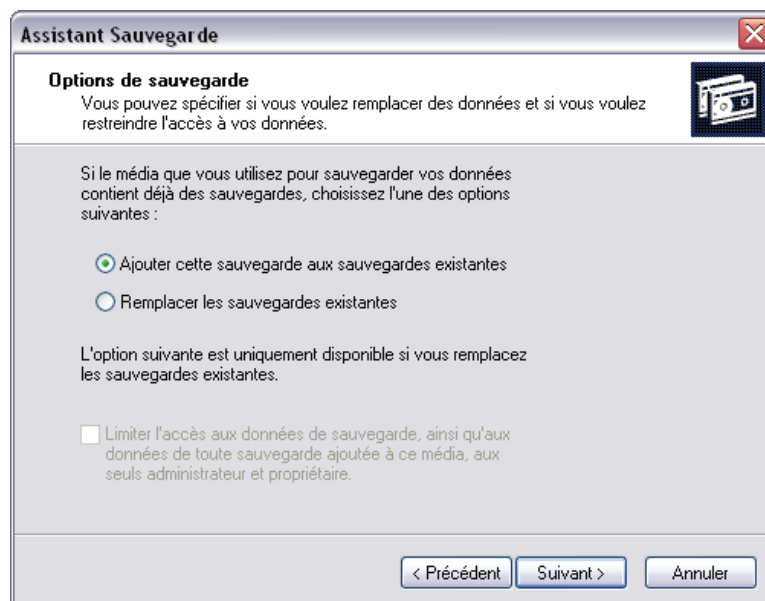 Assistant Sauvegarde
Options de sauvegarde
Vous pouvez spécifier si vous voulez remplacer des données et si vous voulez
restreindre l'accès à vos données.
Si le média que vous utilisez pour sauvegarder vos données
contient déjà des sauvegardes, choisissez l'une des options
suivantes :
Ajouter cette sauvegarde aux sauvegardes existantes
Remplacer les sauvegardes existantes
L'option suivante est uniquement disponible si vous remplacez
les sauvegardes existantes.
Limiter l'accès aux données de sauvegarde, ainsi qu'aux
données de toute sauvegarde ajoutée à ce média, aux
seuls administrateur et propriétaire.
< Précédent Suivant > Annuler